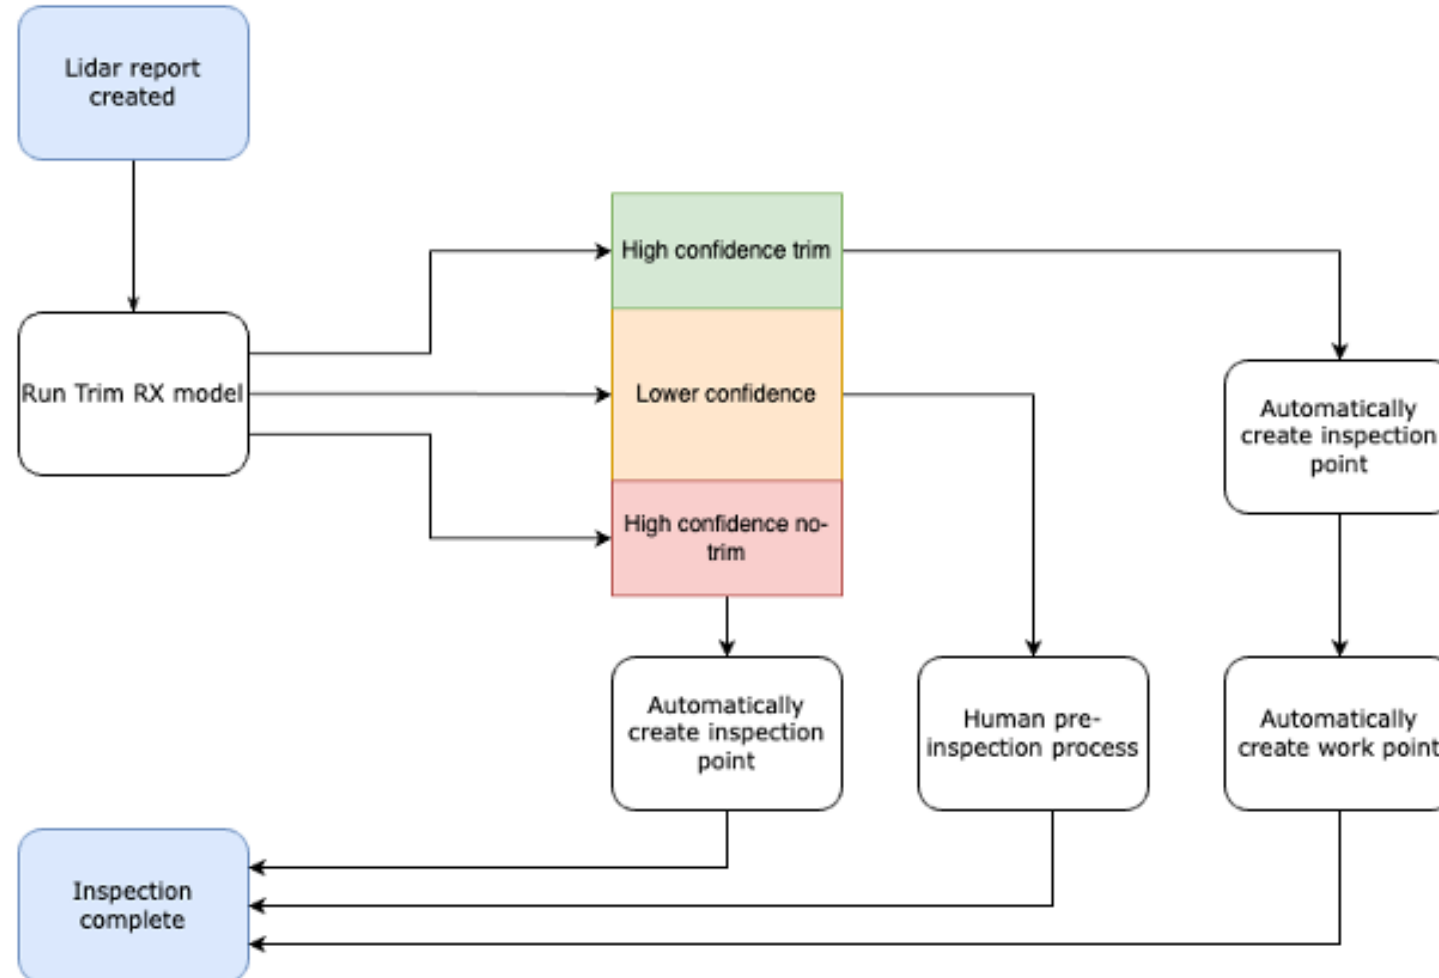 Lidar report
created
High confidence trim
Run Trim RX model
Lower confidence
Automatically
create inspection
point
High confidence no-
trim
Automatically
create inspection
point
Human pre-
inspection process
Automatically
create work point
Inspection
complete